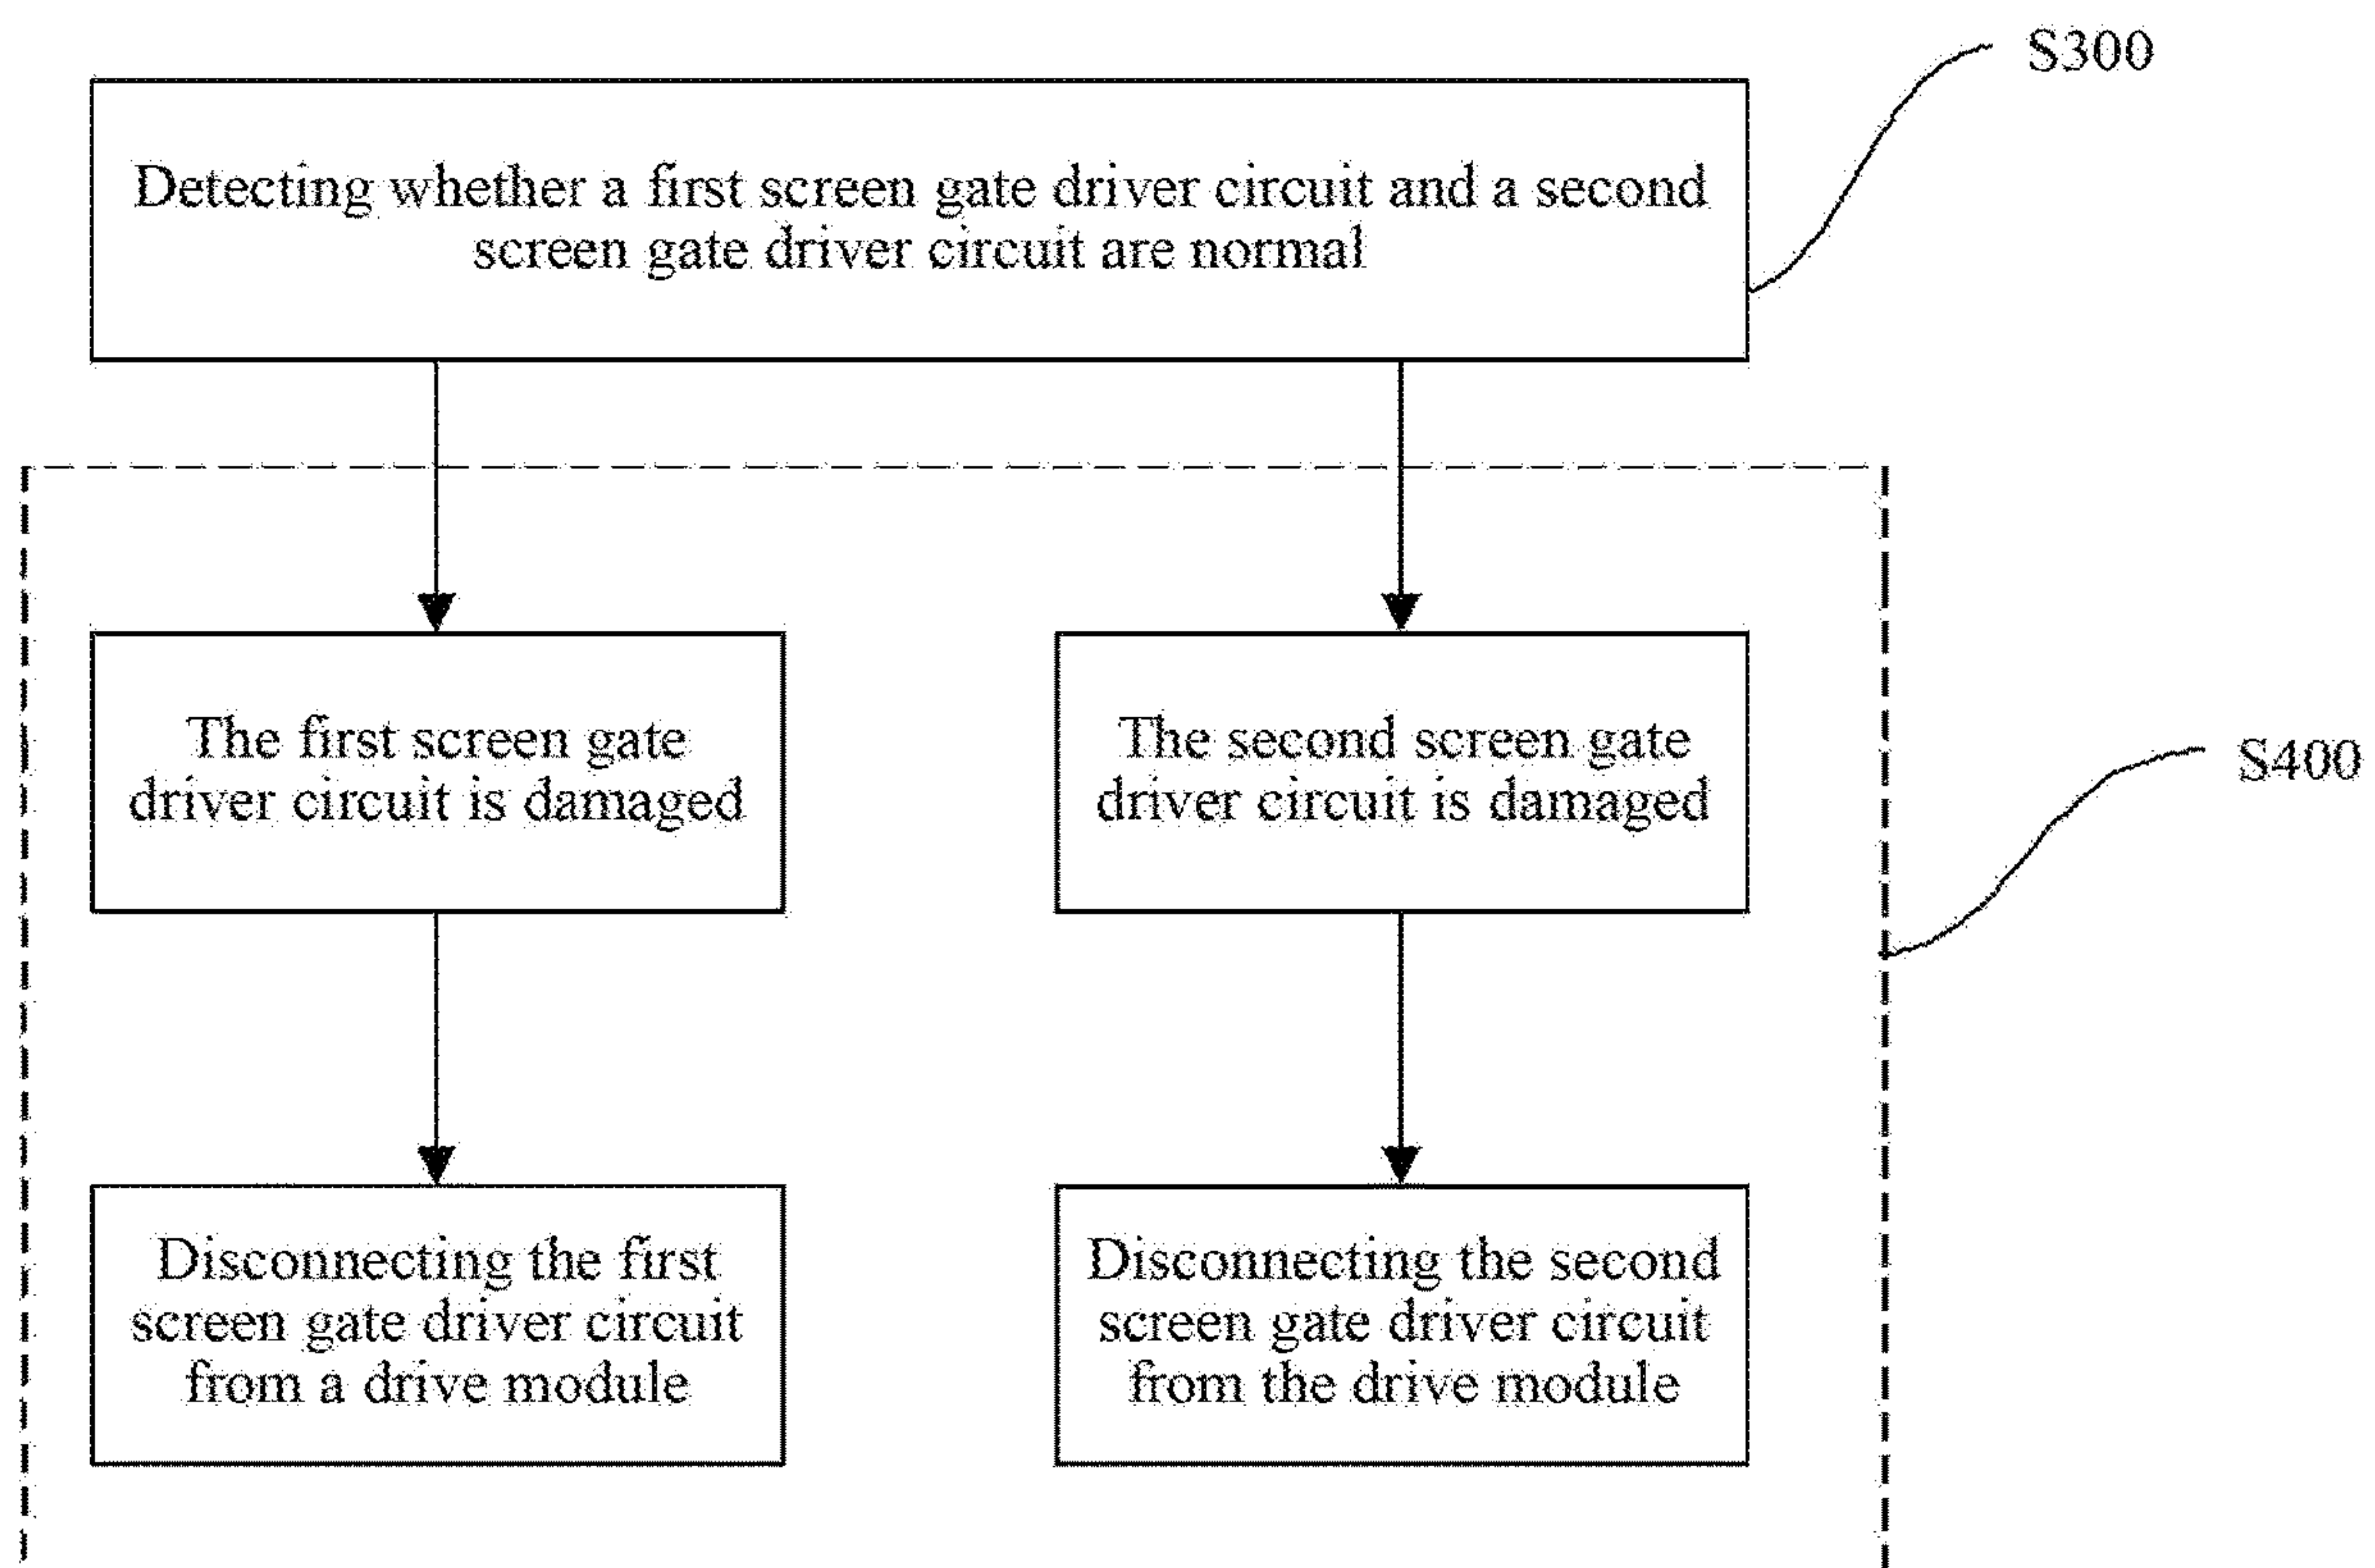 S300
Detecting whether a first screen gate driver circuit and a second
screen gate driver circuit are normal
The first screen gate
driver circuit is damaged
The second screen gate
driver circuit is damaged
S400
Disconnecting the first
screen gate driver circuit
from a drive module
Disconnecting the second
screen gate driver circuit
from the drive module